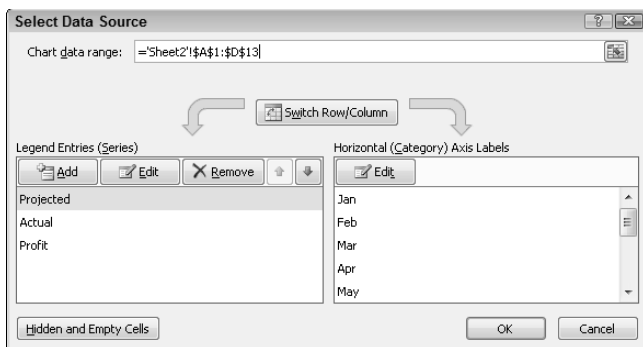 Select Data Source
Chart data range: ='Sheet2'!$A$1:$D$13
Switch Row/Column
Legend Entries (Series)
Horizontal (Category) Axis Labels
Add Edit Remove
Edit
Projected
Actual
Profit
Jan
Feb
Mar
Apr
May
Hidden and Empty Cells
OK Cancel